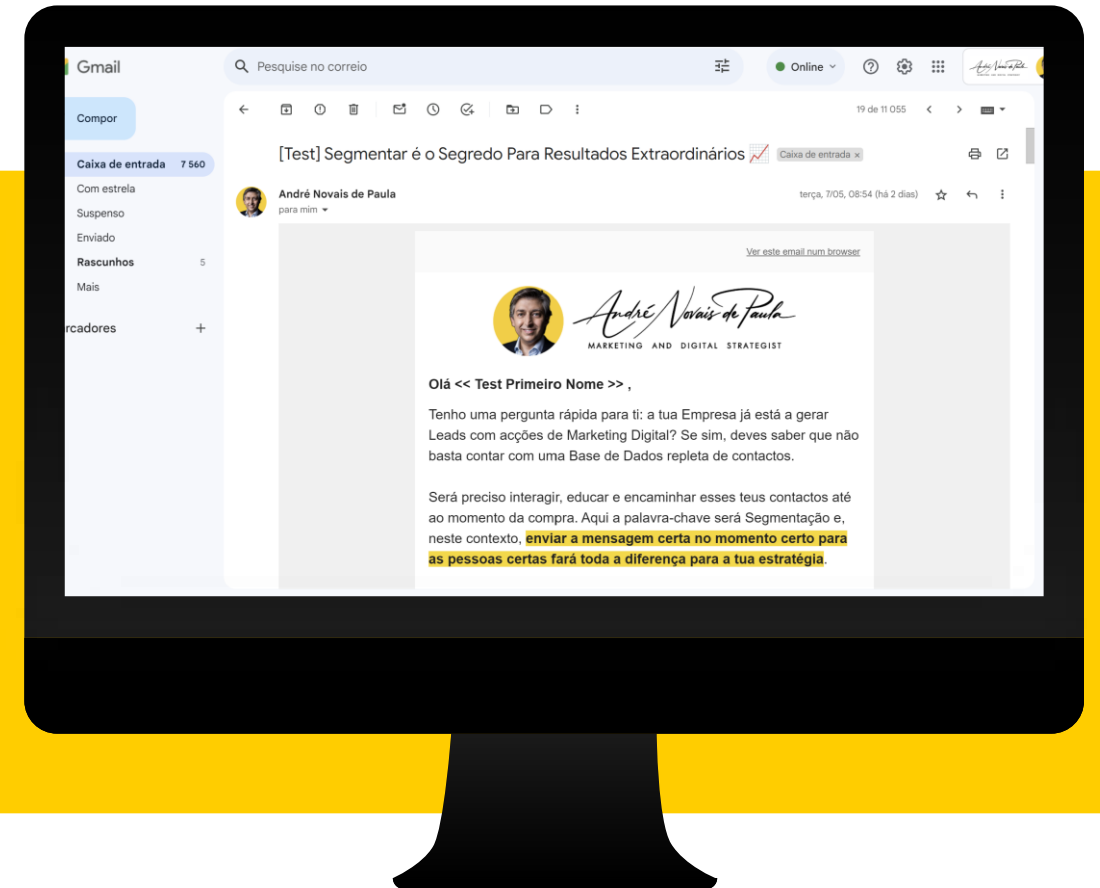 Gmail
Pesquise no correio
Online
André Novais de Paula
Compor
19 de 11 055
Caixa de entrada 7 560
Com estrela
Suspenso
Enviado
Rascunhos 5
Mais
rcadores +
[Test] Segmentar é o Segredo Para Resultados Extraordinários 📈 Caixa de entrada ×
André Novais de Paula
terça, 7/05, 08:54 (há 2 dias)
para mim
Ver este email num browser
André Novais de Paula
MARKETING AND DIGITAL STRATEGIST
Olá << Test Primeiro Nome >> ,
Tenho uma pergunta rápida para ti: a tua Empresa já está a gerar
Leads com acções de Marketing Digital? Se sim, deves saber que não
basta contar com uma Base de Dados repleta de contactos.
Será preciso interagir, educar e encaminhar esses teus contactos até
ao momento da compra. Aqui a palavra-chave será Segmentação e,
neste contexto, enviar a mensagem certa no momento certo para
as pessoas certas fará toda a diferença para a tua estratégia.